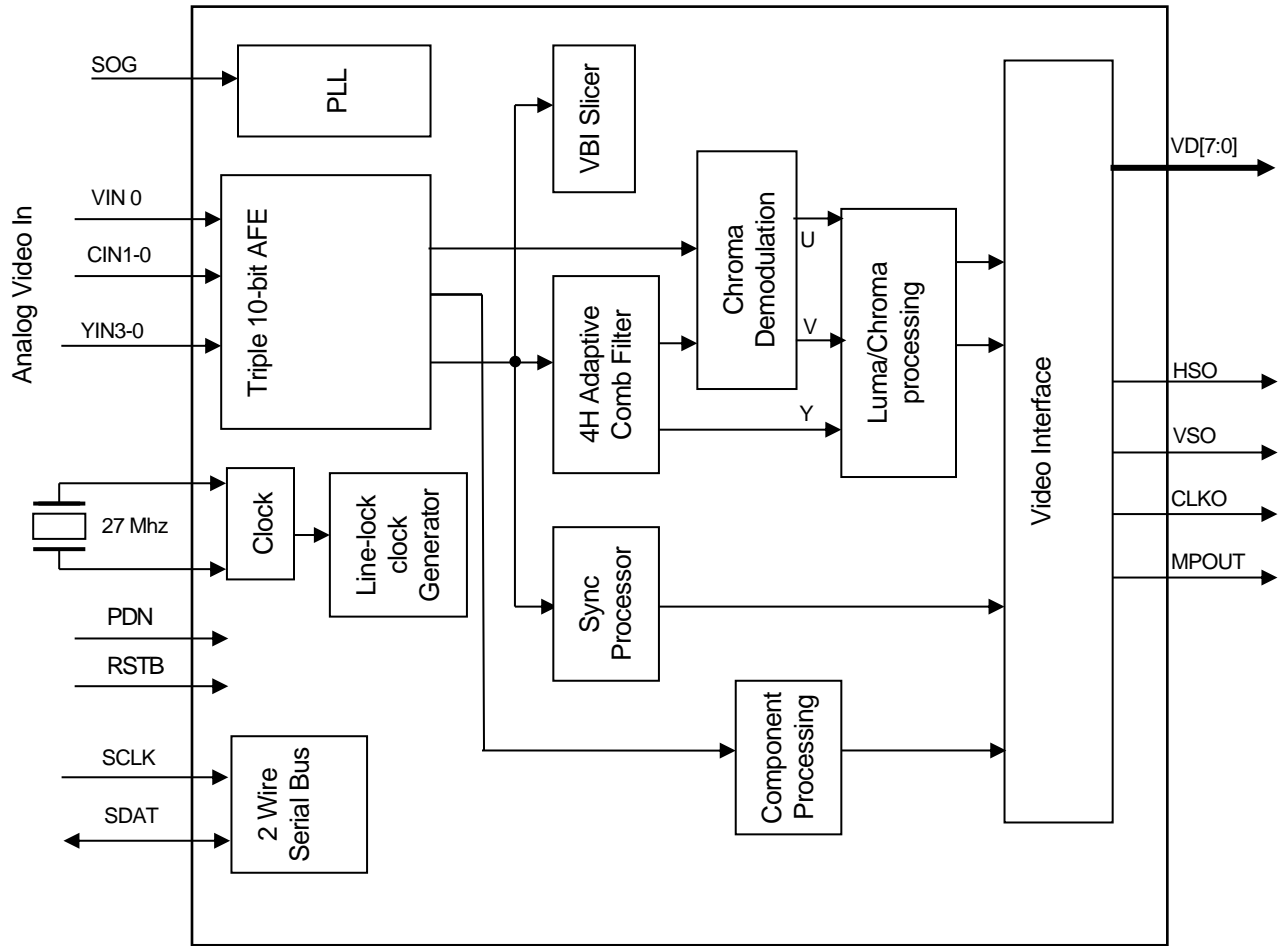 Analog Video In
SOG
VIN 0
CIN1-0
YIN3-0
27 Mhz
PDN
RSTB
SCLK
SDAT
PLL
Triple 10-bit AFE
Clock
Line-lock
clock
Generator
2 Wire
Serial Bus
VBI Slicer
4H Adaptive
Comb Filter
Sync
Processor
Chroma
Demodulation
Component
Processing
U
V
Y
Luma/Chroma
processing
Video Interface
VD[7:0]
HSO
VSO
CLKO
MPOUT